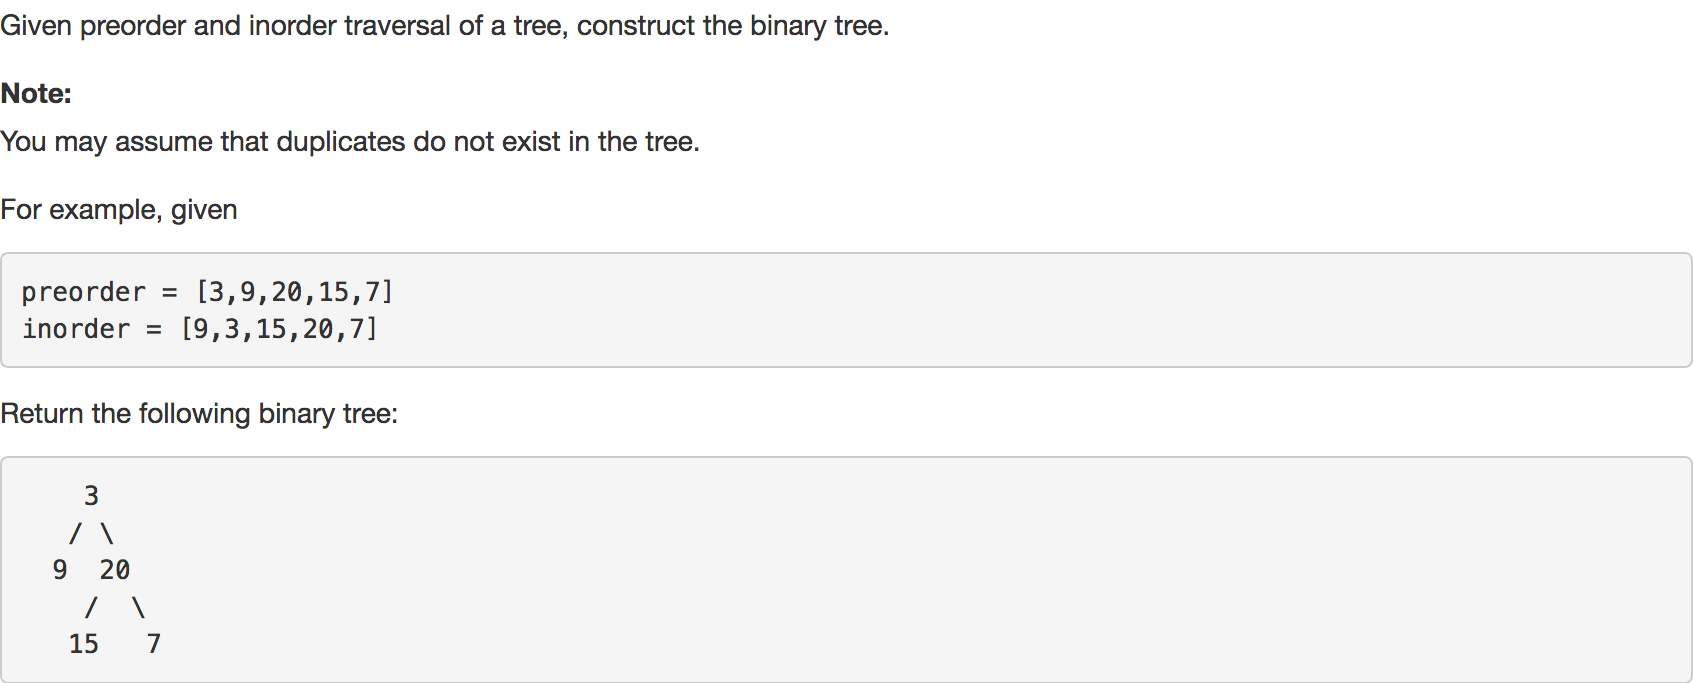 Given preorder and inorder traversal of a tree, construct the binary tree.
Note:
You may assume that duplicates do not exist in the tree.
For example, given
preorder = [3,9,20,15,7]
inorder = [9,3,15,20,7]
Return the following binary tree:
    3
   / \
  9  20
    /  \
   15   7